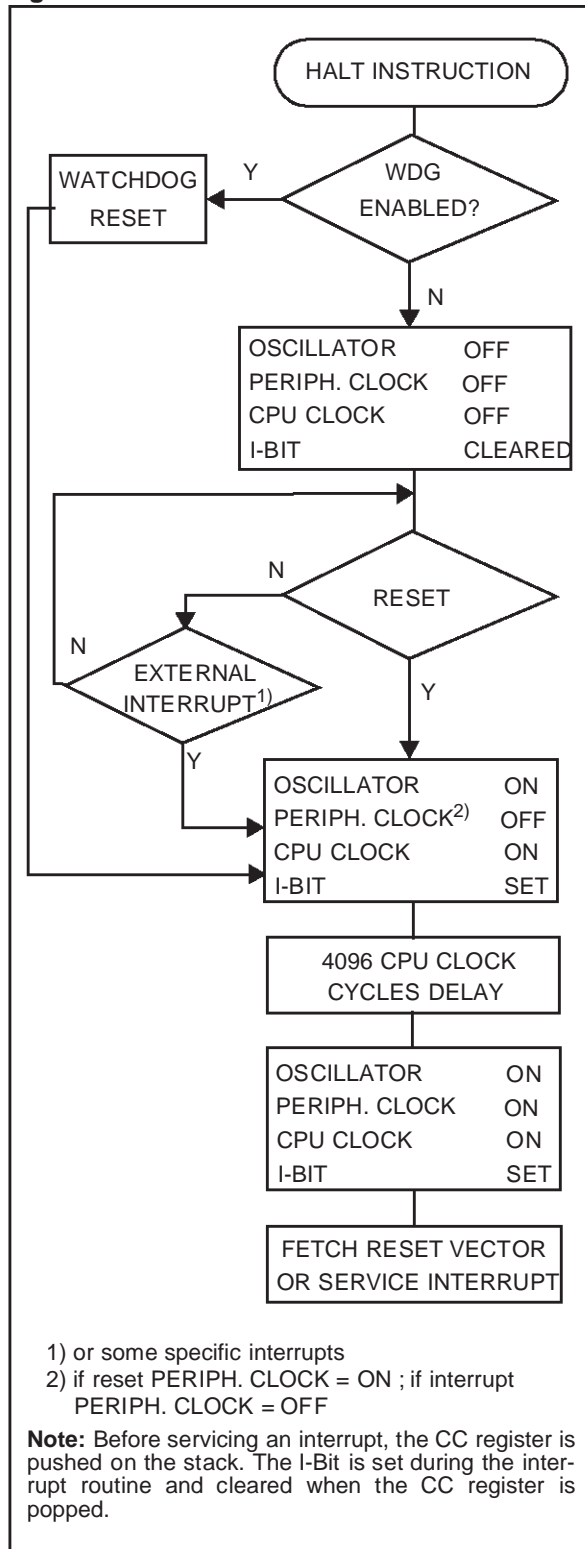 HALT INSTRUCTION
WDG
ENABLED?
Y
WATCHDOG
RESET
N
OSCILLATOR OFF
PERIPH. CLOCK OFF
CPU CLOCK OFF
I-BIT CLEARED
RESET
N
EXTERNAL
INTERRUPT1)
N
Y
Y
OSCILLATOR ON
PERIPH. CLOCK2) OFF
CPU CLOCK ON
I-BIT SET
4096 CPU CLOCK
CYCLES DELAY
OSCILLATOR ON
PERIPH. CLOCK ON
CPU CLOCK ON
I-BIT SET
FETCH RESET VECTOR
OR SERVICE INTERRUPT
1) or some specific interrupts
2) if reset PERIPH. CLOCK = ON ; if interrupt
PERIPH. CLOCK = OFF
Note: Before servicing an interrupt, the CC register is
pushed on the stack. The I-Bit is set during the inter-
rupt routine and cleared when the CC register is
popped.